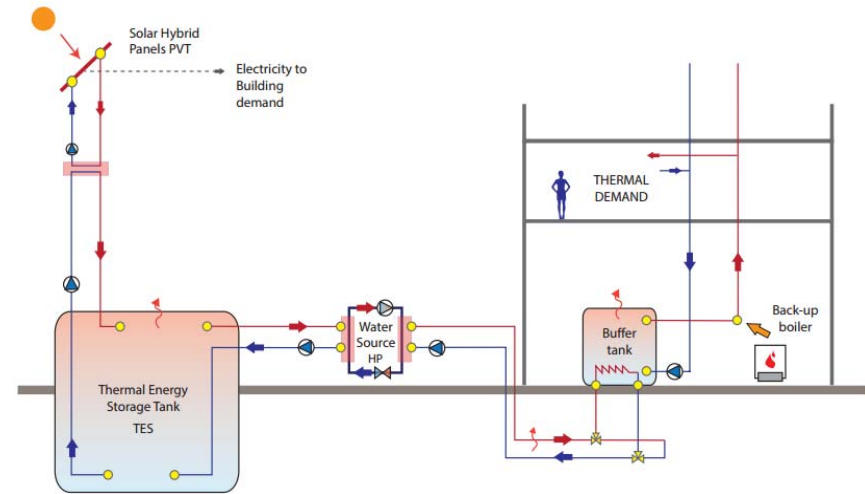 Solar Hybrid
Panels PVT
Electricity to
Building
demand
THERMAL
DEMAND
Water
Source
HP
Buffer
tank
Back-up
boiler
Thermal Energy
Storage Tank
TES